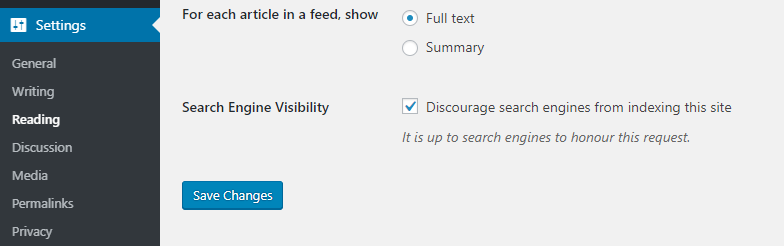 Settings
General
Writing
Reading
Discussion
Media
Permalinks
Privacy
For each article in a feed, show
Full text
Summary
Search Engine Visibility
Discourage search engines from indexing this site
It is up to search engines to honour this request.
Save Changes